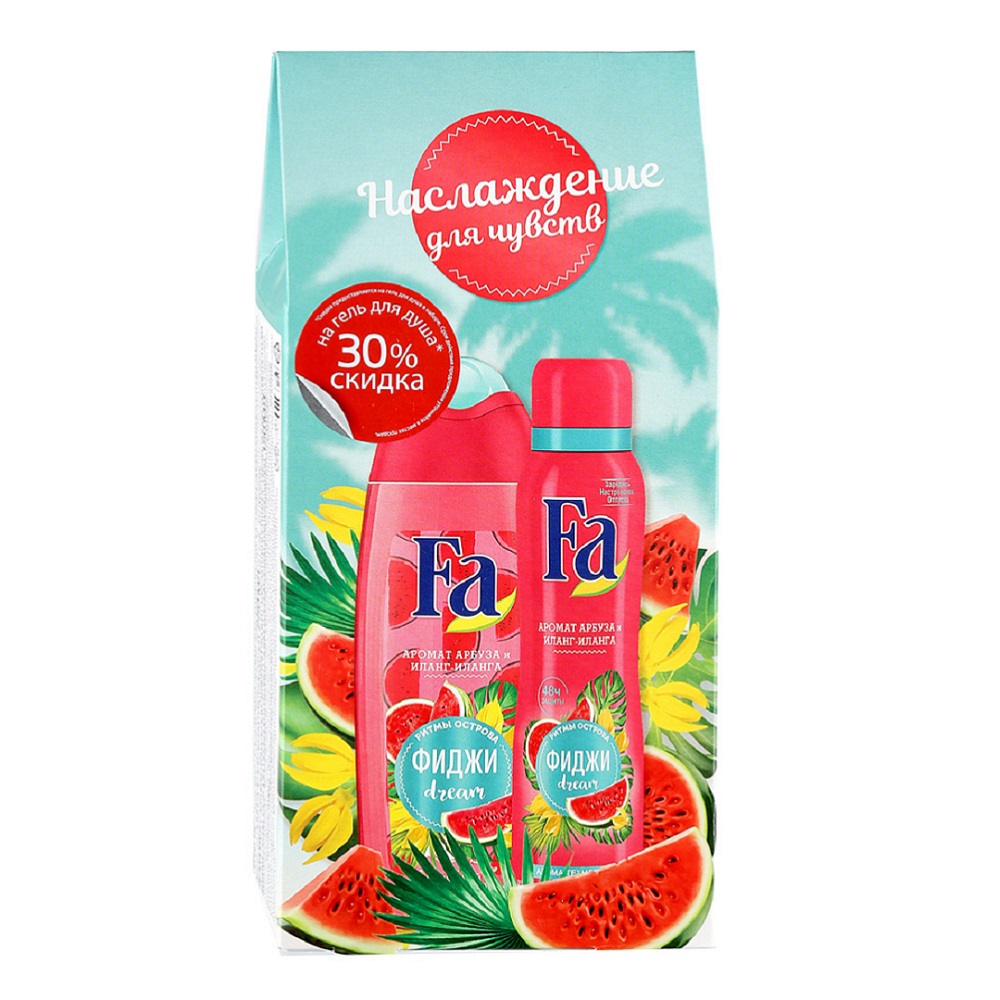 Наслаждение
для чувств
на гель для душа*
30%
скидка
Fa
АРОМАТ АРБУЗА и
ИЛАНГ-ИЛАНГА
РИТМЫ ОСТРОВА
ФИДЖИ
dream
Fa
АРОМАТ АРБУЗА и
ИЛАНГ-ИЛАНГА
48ч
защиты
РИТМЫ ОСТРОВА
ФИДЖИ
dream